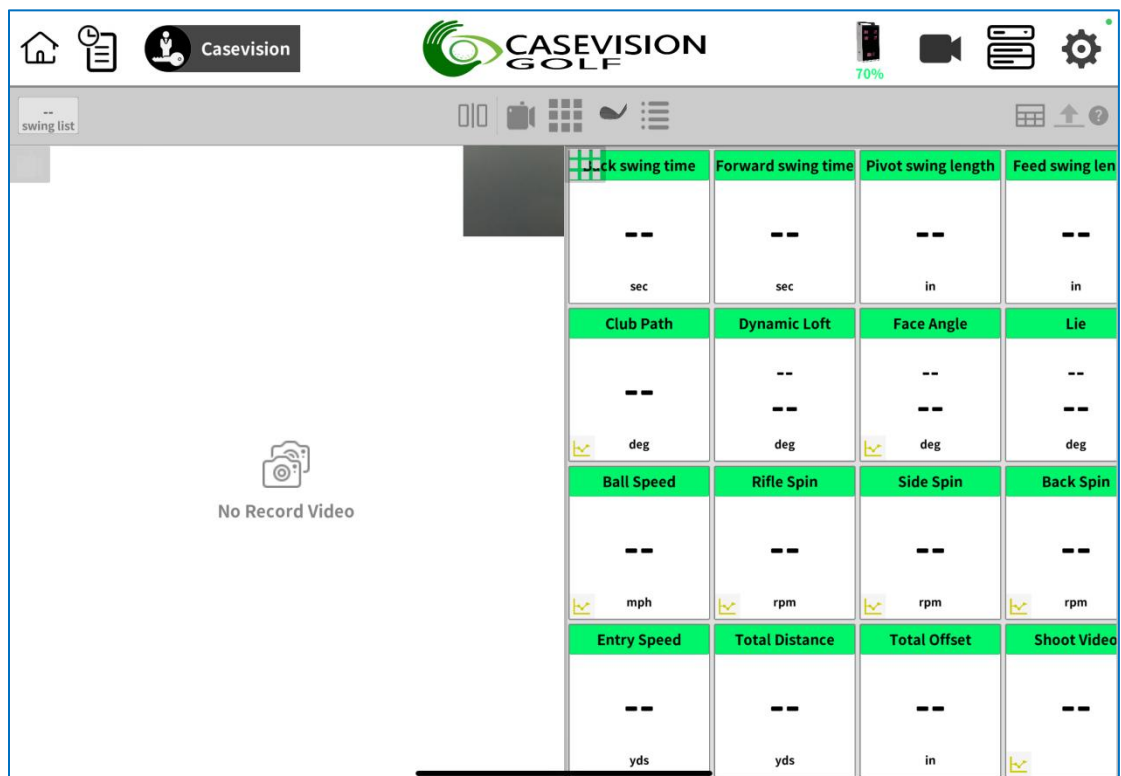 Casevision
CASEVISION
GOLF
70%
--
swing list
ck swing time Forward swing time Pivot swing length Feed swing len
-- -- -- --
sec sec in in
Club Path Dynamic Loft Face Angle Lie
-- -- --
-- -- -- --
deg deg deg deg
No Record Video
Ball Speed Rifle Spin Side Spin Back Spin
-- -- -- --
mph rpm rpm rpm
Entry Speed Total Distance Total Offset Shoot Video
-- -- -- --
yds yds in